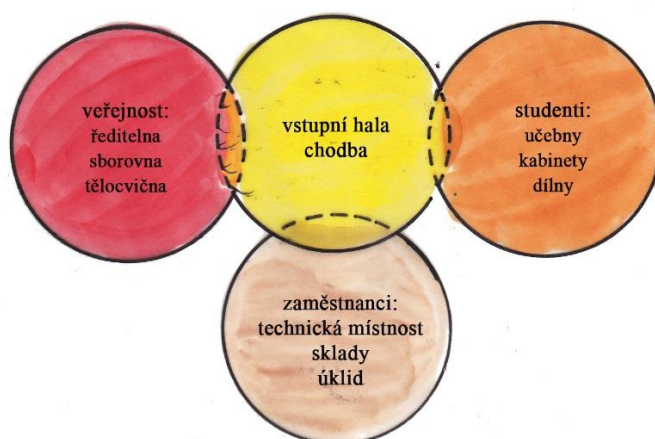 veřejnost:
ředitelna
sborovna
tělocvična
vstupní hala
chodba
studenti:
učebny
kabinety
dílny
zaměstnanci:
technická místnost
sklady
úklid